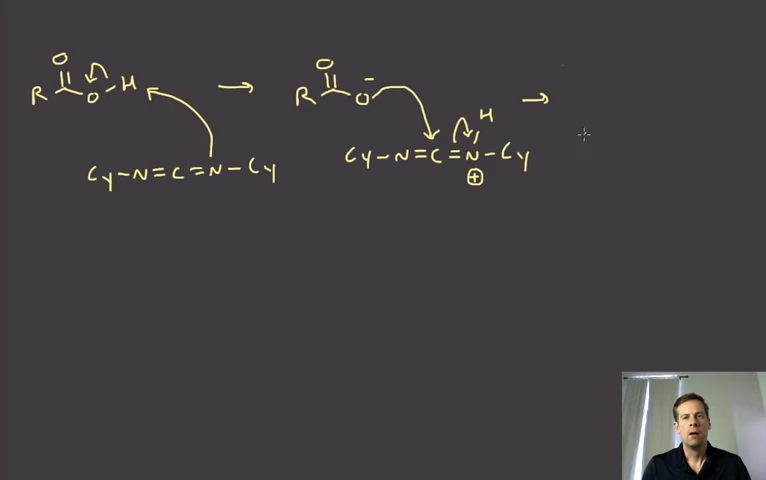 O
R O H →
Cy-N=C=N-Cy
O
R O⁻
H
Cy-N=C=N-Cy
⊕
→